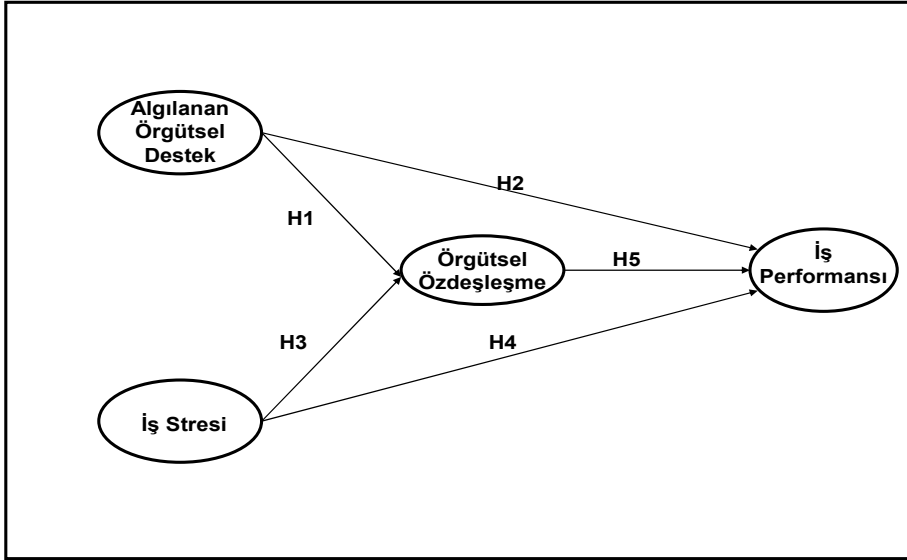 Algılanan
Örgütsel
Destek
H2
H1
Örgütsel
Özdeşleşme
H5
İş
Performansı
H3
H4
İş Stresi